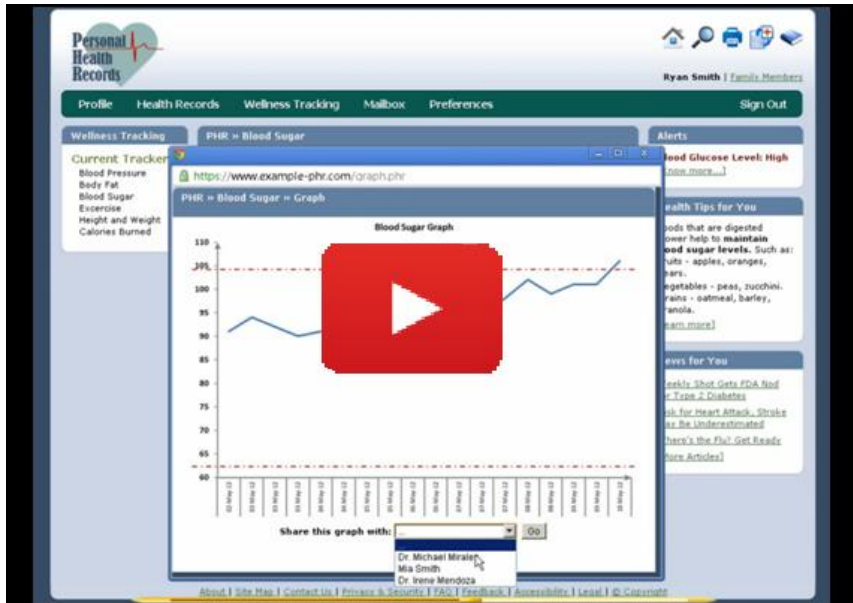 Personal
Health
Records
Ryan Smith | Family Members
Profile Health Records Wellness Tracking Mailbox Preferences Sign Out
Wellness Tracking
Current Tracker
Blood Pressure
Body Fat
Blood Sugar
Excercise
Height and Weight
Calories Burned
PHR » Blood Sugar
https://www.example-phr.com/graph.phr
PHR » Blood Sugar » Graph
Blood Sugar Graph
110
105
100
95
90
85
80
75
70
65
60
Share this graph with:
Go
Dr. Michael Mirales
Mia Smith
Dr. Irene Mendoza
Alerts
lood Glucose Level: High
now more...]
ealth Tips for You
oods that are digested
ower help to maintain
ood sugar levels. Such as:
ruits - apples, oranges,
ears.
egetables - peas, zucchini.
rains - oatmeal, barley,
ranola.
earn more]
ews for You
eekly Shot Gets FDA Nod
r Type 2 Diabetes
isk for Heart Attack, Stroke
ay Be Underestimated
here's the Flu? Get Ready
More Articles]
About | Site Map | Contact Us | Privacy & Security | FAQ | Feedback | Accessibility | Legal | © Copyright